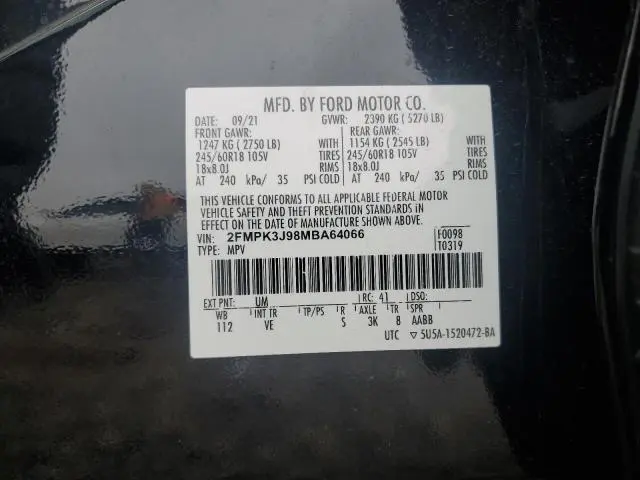 MFD. BY FORD MOTOR CO.
DATE: 09/21 GVWR: 2390 KG ( 5270 LB)
FRONT GAWR: REAR GAWR:
1247 KG ( 2750 LB) WITH 1154 KG ( 2545 LB) WITH
245/60R18 105V TIRES 245/60R18 105V TIRES
18x8.0J RIMS 18x8.0J RIMS
AT 240 kPa/ 35 PSI COLD AT 240 kPa/ 35 PSI COLD
THIS VEHICLE CONFORMS TO ALL APPLICABLE FEDERAL MOTOR
VEHICLE SAFETY AND THEFT PREVENTION STANDARDS IN EFFECT
ON THE DATE OF MANUFACTURE SHOWN ABOVE.
VIN: 2FMPK3J98MBA64066 F0098
TYPE: MPV T0319
EXT PNT: UM RC: 41 DSO:
WB INT TR TP/PS R AXLE TR SPR
112 VE S 3K 8 AABB
UTC ▽ 5U5A-1520472-BA